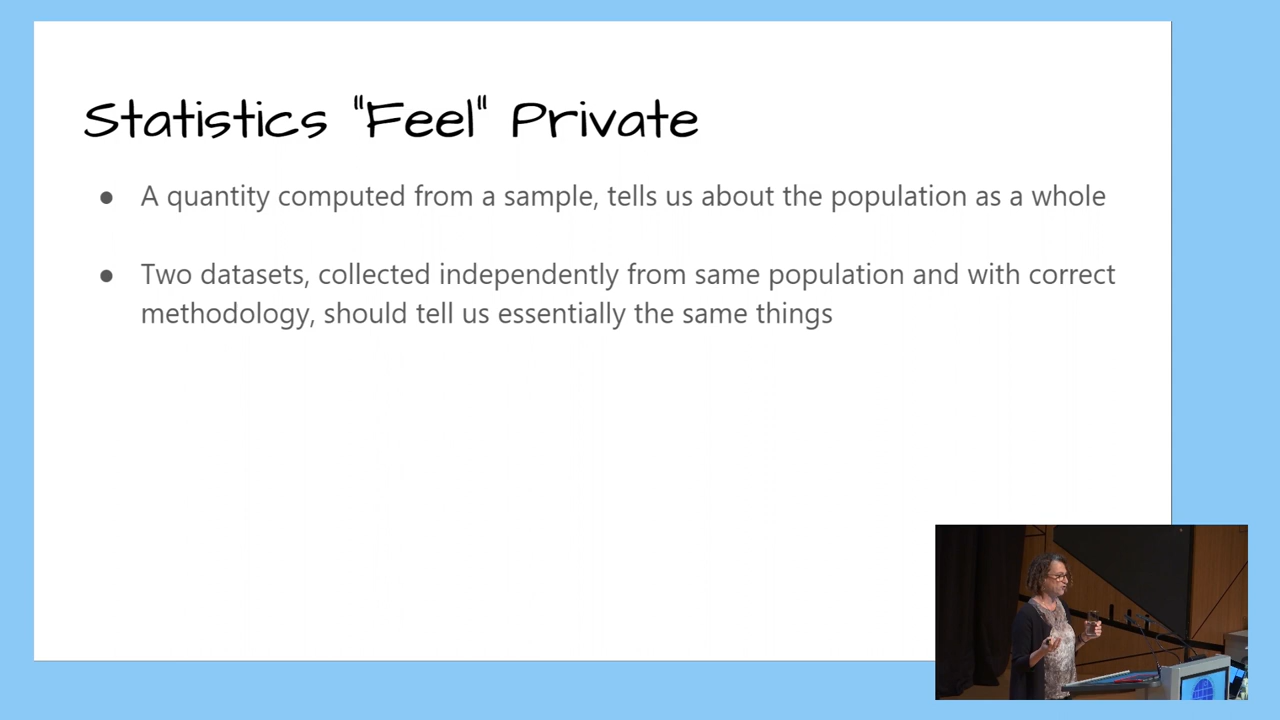 Statistics "Feel" Private
● A quantity computed from a sample, tells us about the population as a whole
● Two datasets, collected independently from same population and with correct
methodology, should tell us essentially the same things